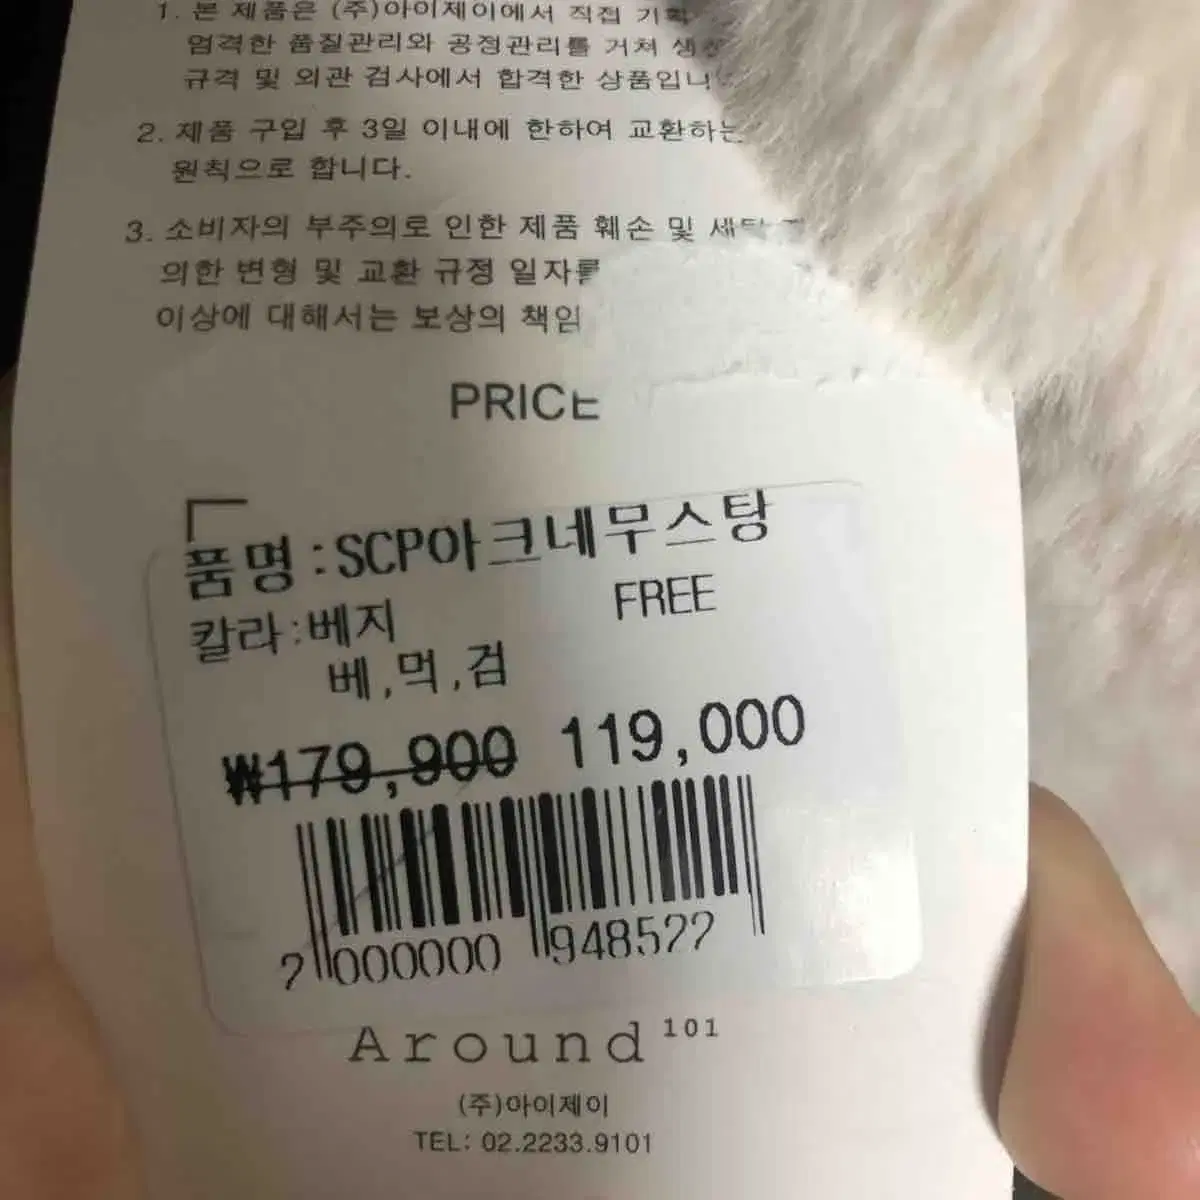 1. 본 제품은 (주)아이제이에서 직접 기획
엄격한 품질관리와 공정관리를 거쳐
규격 및 외관 검사에서 합격한 상품입니
2. 제품 구입 후 3일 이내에 한하여 교환하는
원칙으로 합니다.
3. 소비자의 부주의로 인한 제품 훼손 및 세탁
의한 변형 및 교환 규정 일자를
이상에 대해서는 보상의 책임
PRICE
품명:SCP아크네무스탕
칼라:베지 FREE
베,먹,검
₩179,900 119,000
2 000000 948522
Around 101
(주)아이제이
TEL: 02.2233.9101